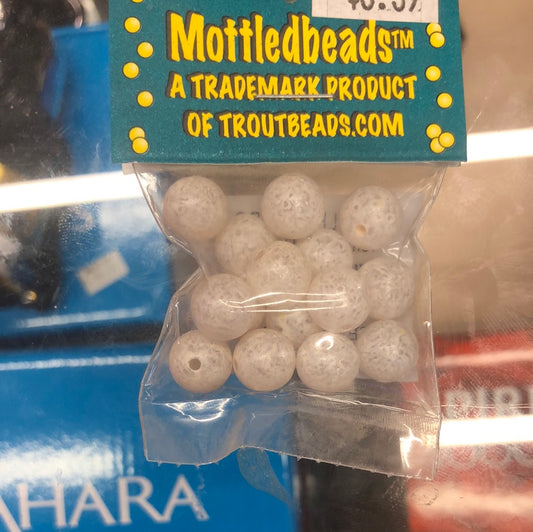 Mottledbeads™
A TRADEMARK PRODUCT
OF TROUTBEADS.COM
AHARA